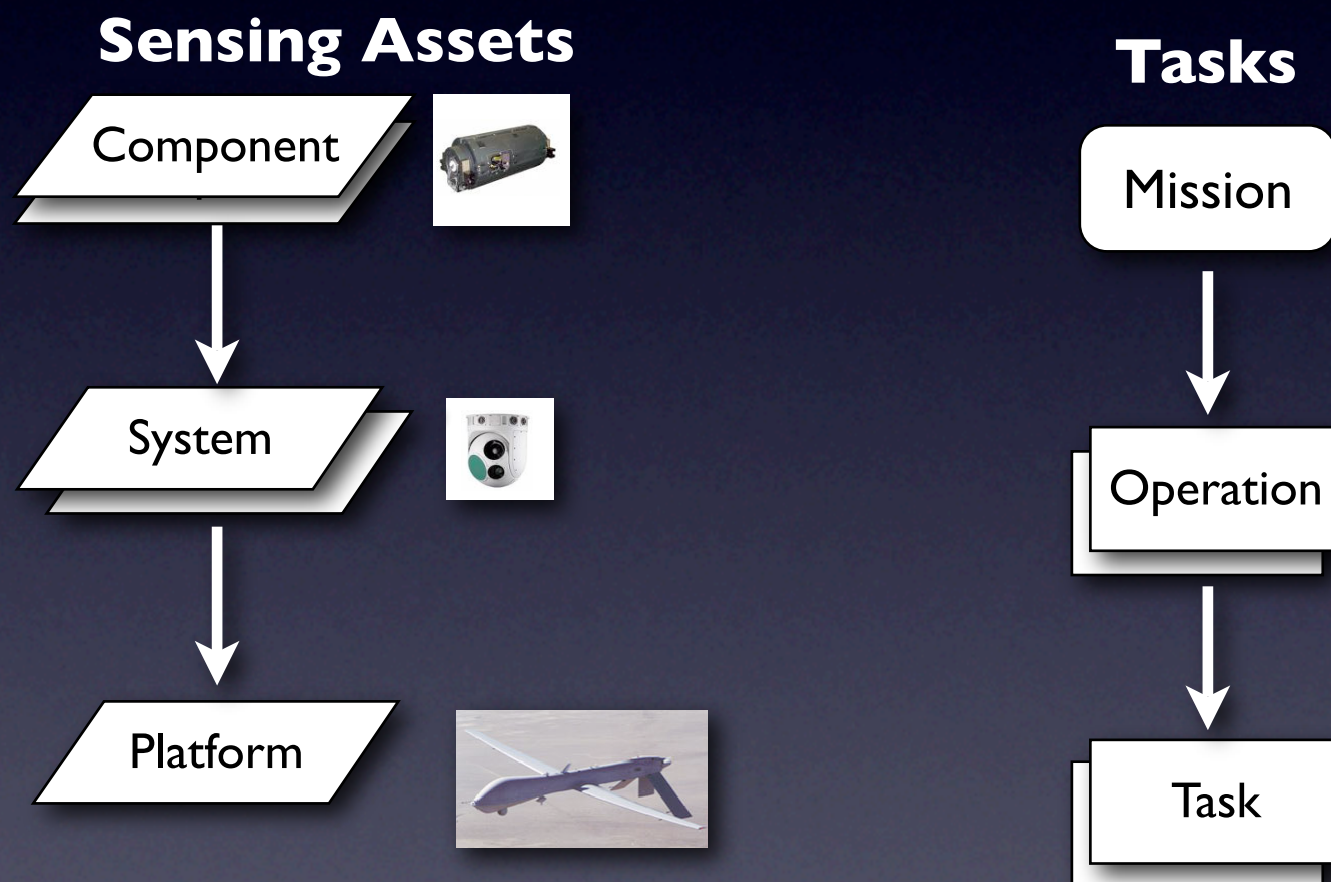 Sensing Assets
Component
System
Platform
Tasks
Mission
Operation
Task